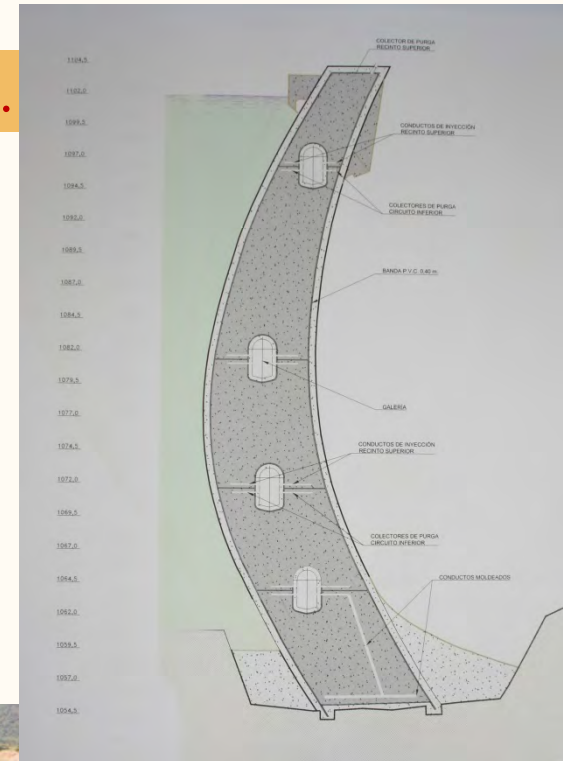 COLECTOR DE PURGA
RECINTO SUPERIOR
1104,5
1102,0
1099,5
CONDUCTOS DE INYECCIÓN
RECINTO SUPERIOR
1097,0
1094,5
COLECTORES DE PURGA
CIRCUITO INFERIOR
1092,0
1089,5
BANDA P.V.C. 0,40 m.
1087,0
1084,5
1082,0
1079,5
GALERIA
1077,0
1074,5
CONDUCTOS DE INYECCIÓN
RECINTO SUPERIOR
1072,0
1069,5
COLECTORES DE PURGA
CIRCUITO INFERIOR
1067,0
1064,5
CONDUCTOS MOLDEADOS
1062,0
1059,5
1057,0
1054,5